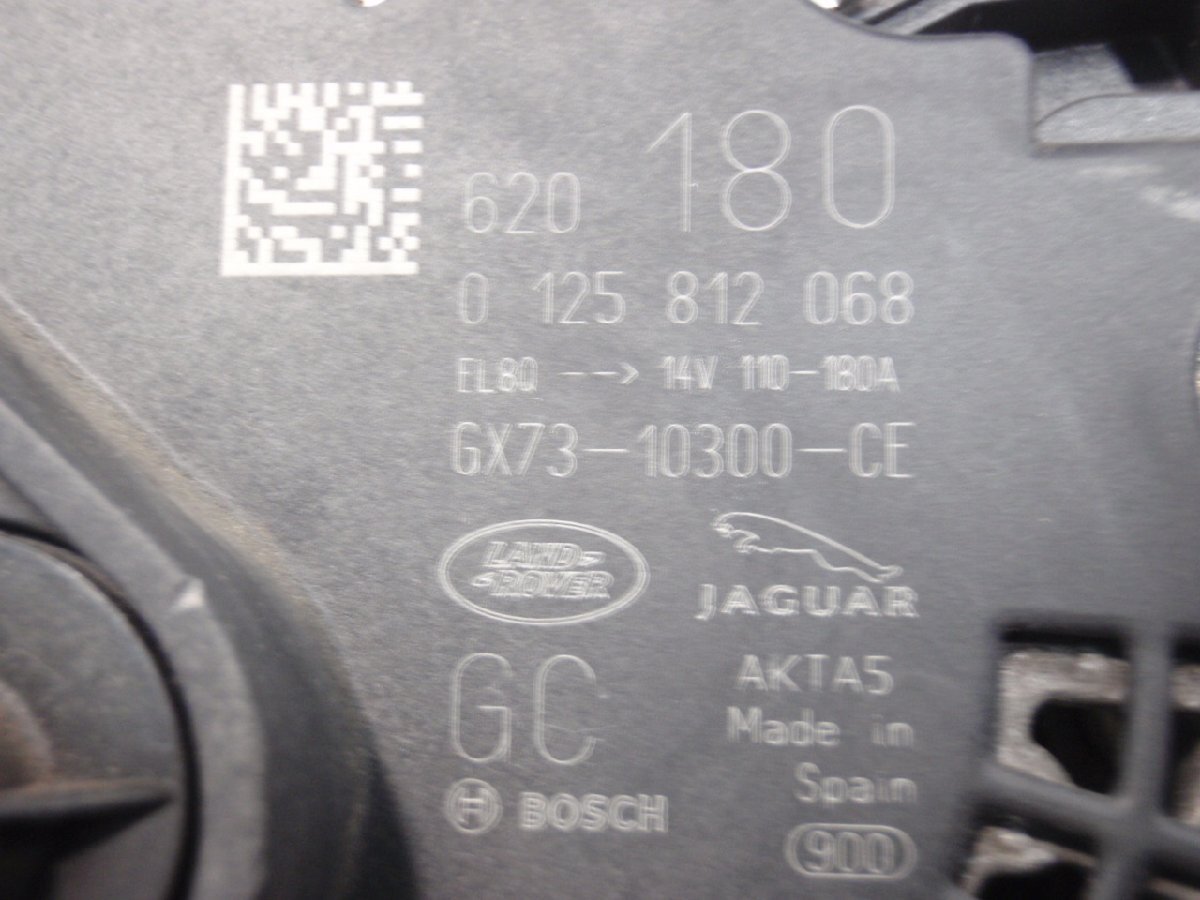 620 180
0 125 812 068
EL8Q --> 14V 110-180A
GX73-10300-CE
LAND-
-ROVER
JAGUAR
GC
AKTA5
Made in
Spain
BOSCH
900